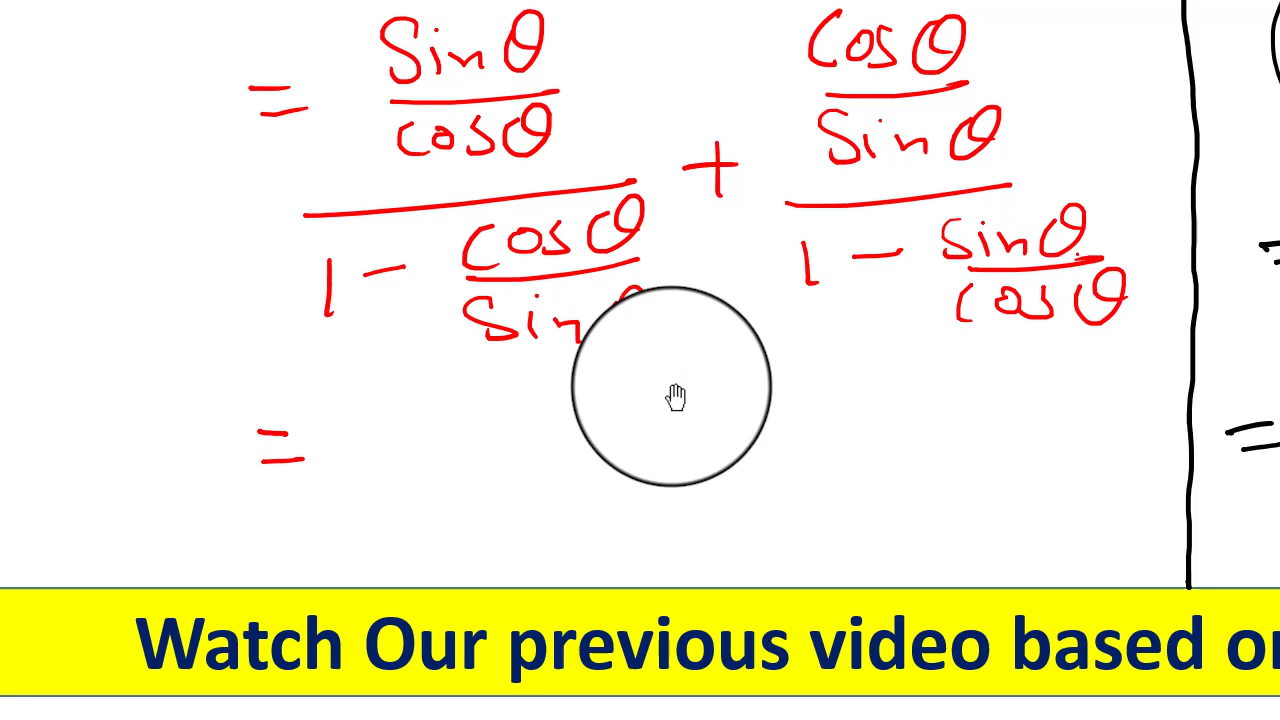 = Sinθ/cosθ / 1 - cosθ/Sin + cosθ/Sinθ / 1 - Sinθ/cosθ
=
=
=
Watch Our previous video based